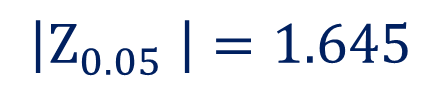 |Z₀.₀₅ | = 1.645